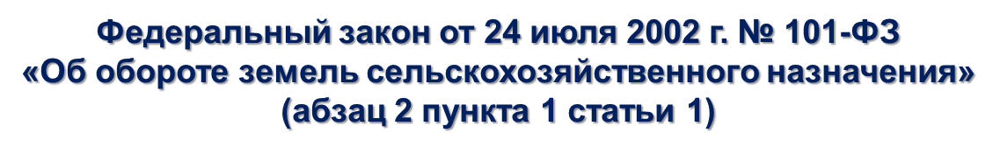 Федеральный закон от 24 июля 2002 г. № 101-ФЗ
«Об обороте земель сельскохозяйственного назначения»
(абзац 2 пункта 1 статьи 1)